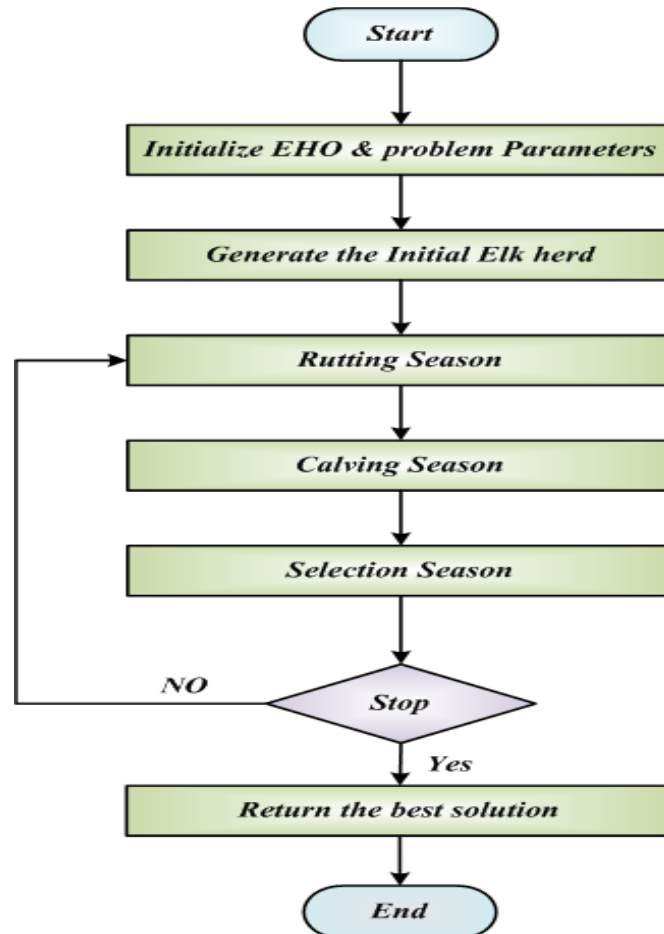 Start
Initialize EHO & problem Parameters
Generate the Initial Elk herd
Rutting Season
Calving Season
Selection Season
NO
Stop
Yes
Return the best solution
End